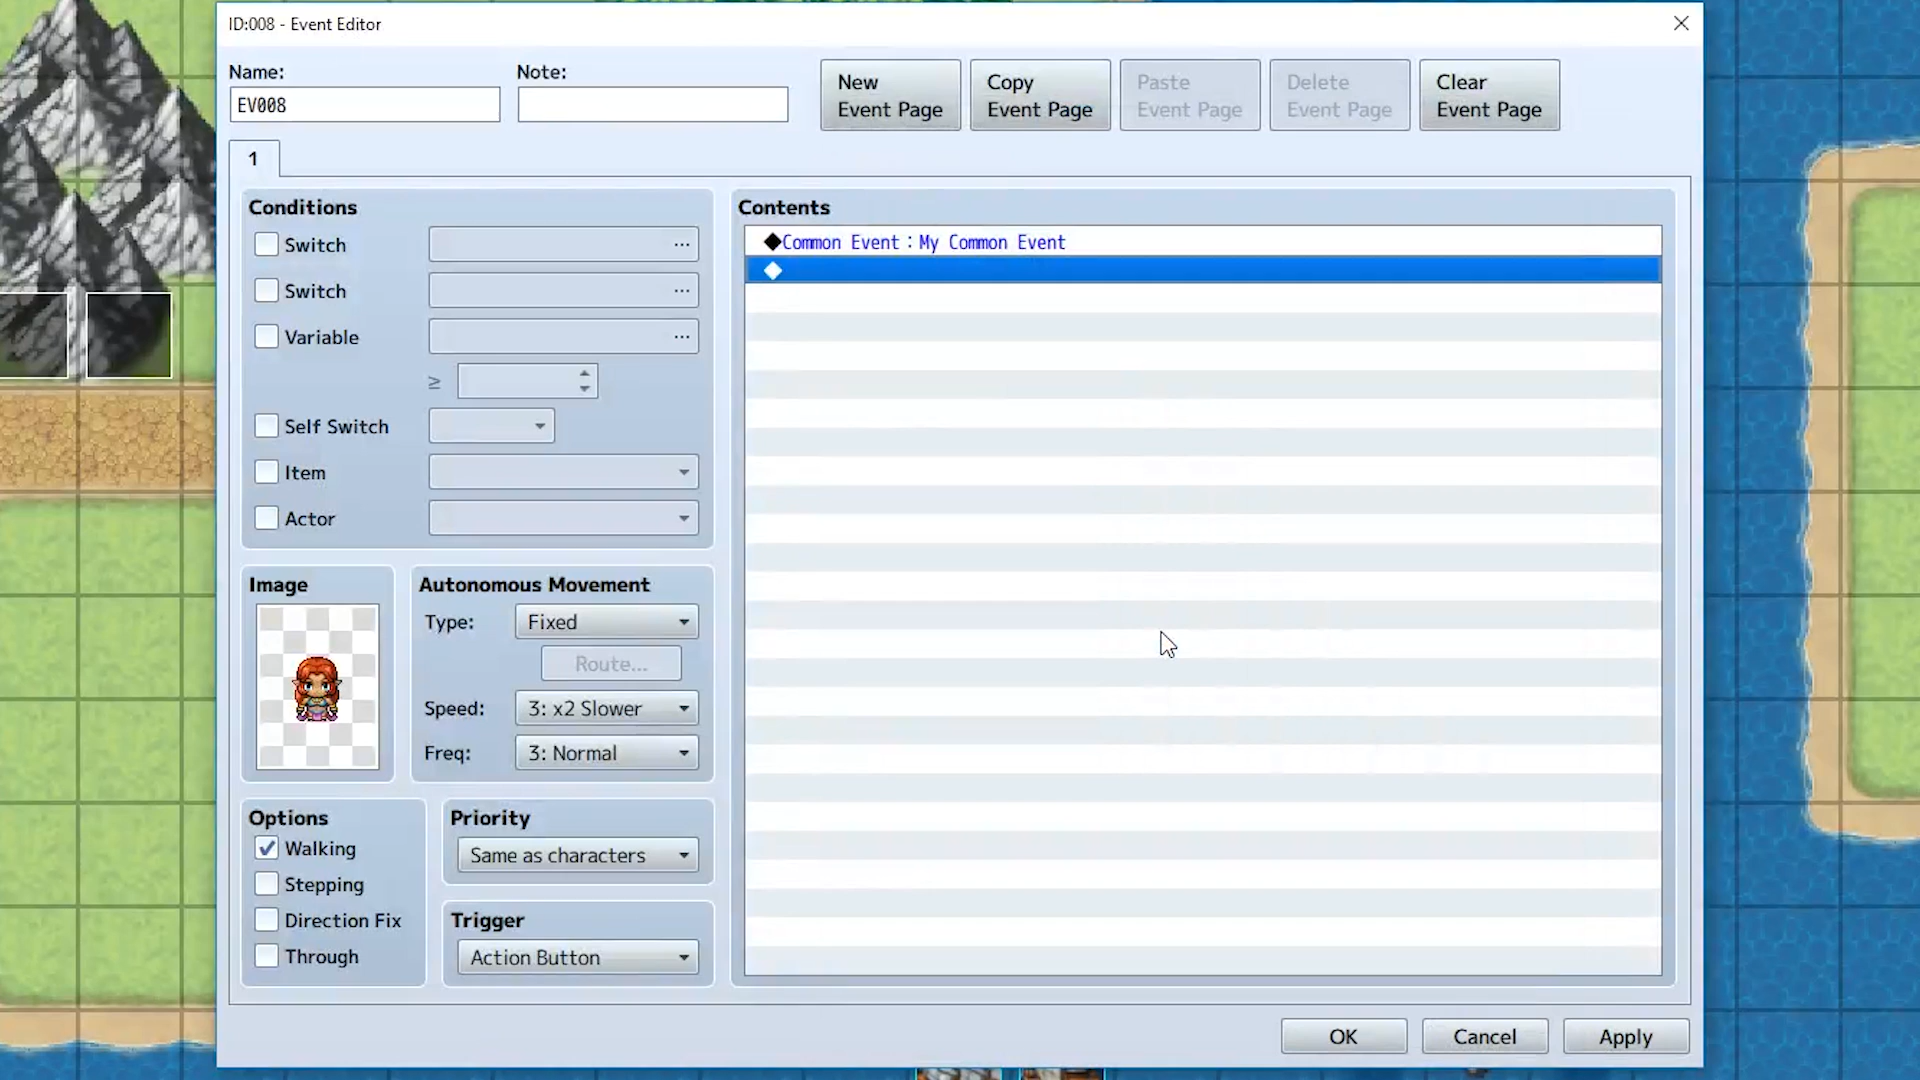 ID:008 - Event Editor
Name:
Note:
EV008
New
Event Page
Copy
Event Page
Paste
Event Page
Delete
Event Page
Clear
Event Page
1
Conditions
Switch
...
Switch
...
Variable
...
≥
Self Switch
Item
Actor
Image
Autonomous Movement
Type:
Fixed
Route...
Speed:
3: x2 Slower
Freq:
3: Normal
Options
Walking
Stepping
Direction Fix
Through
Priority
Same as characters
Trigger
Action Button
Contents
◆Common Event：My Common Event
◆
OK
Cancel
Apply